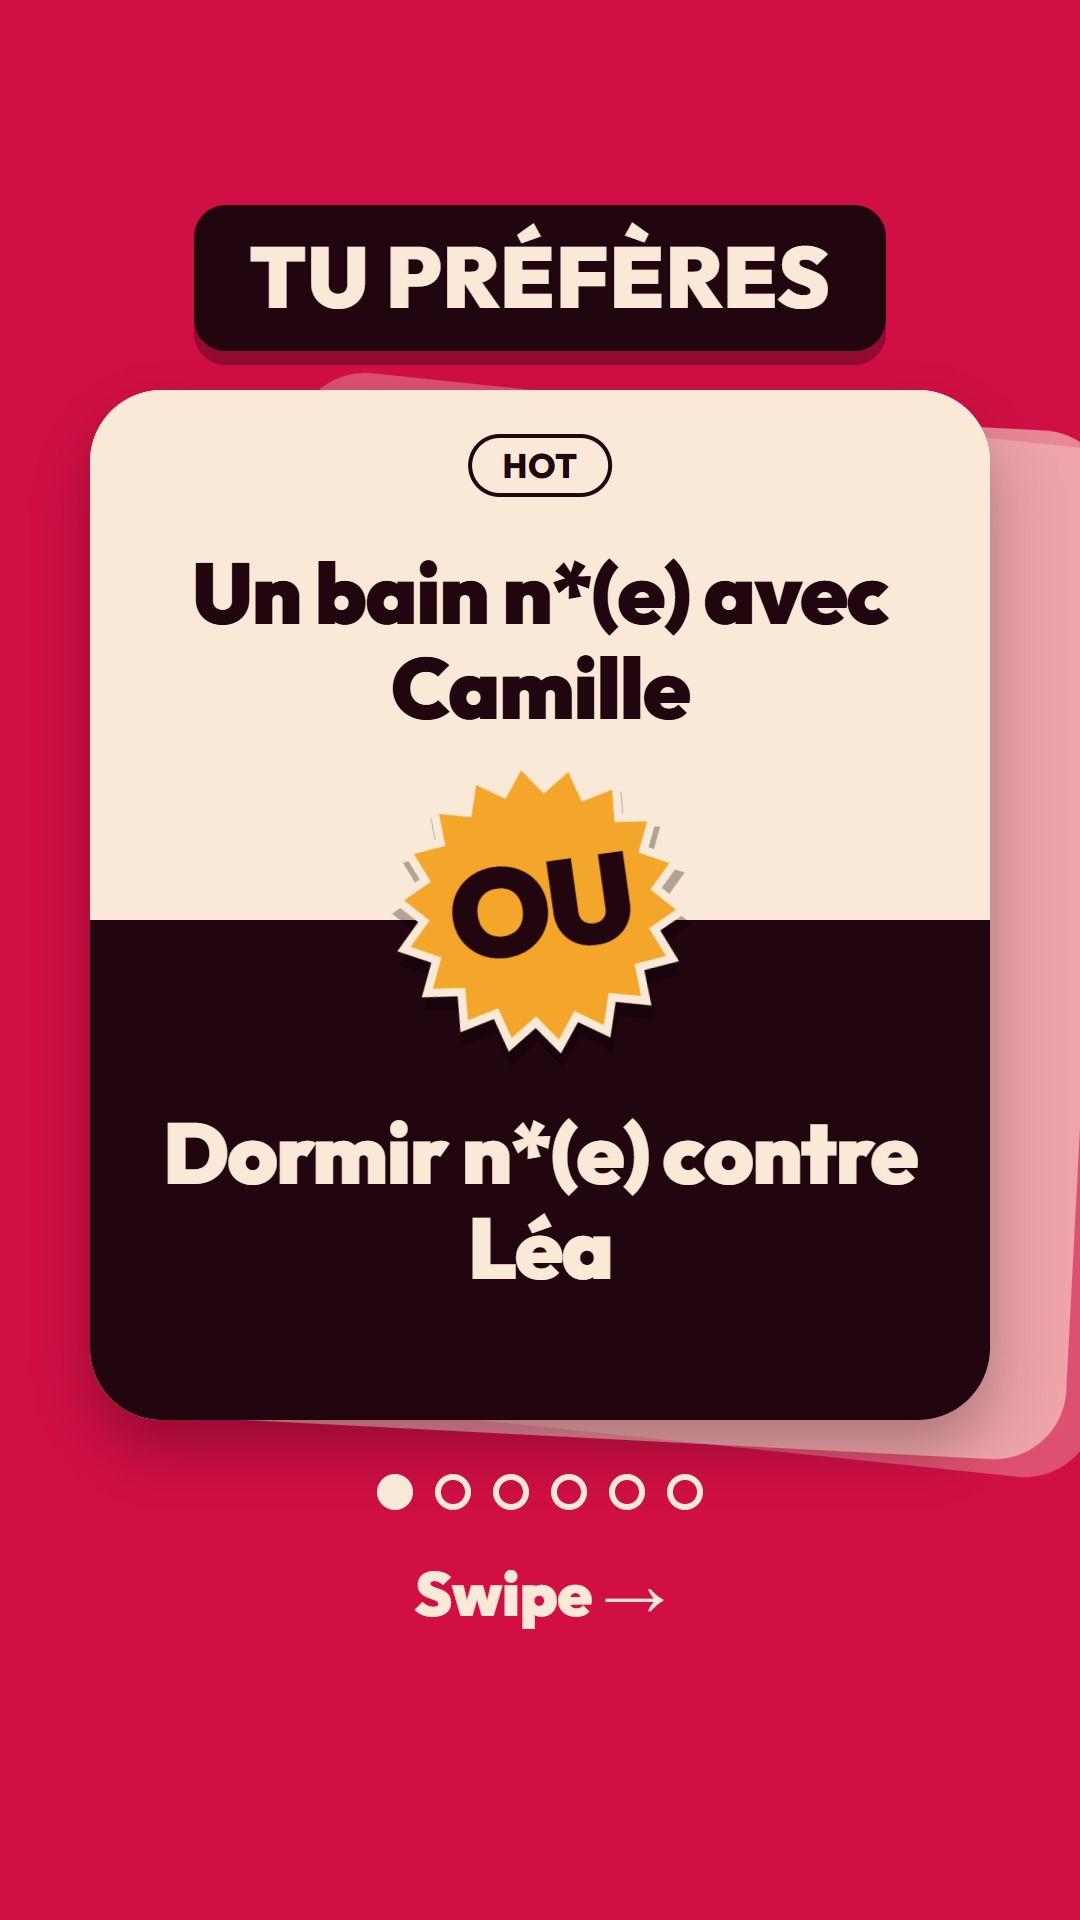 TU PRÉFÈRES
HOT
Un bain n*(e) avec
Camille
OU
Dormir n*(e) contre
Léa
Swipe →